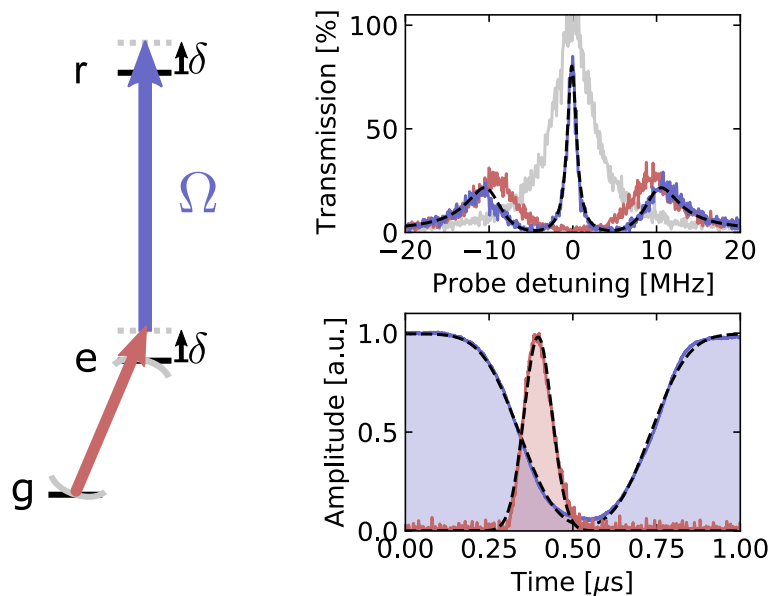 r
δ
Ω
e
δ
g
Transmission [%]
100
50
0
−20
−10
0
10
20
Probe detuning [MHz]
Amplitude [a.u.]
1.0
0.5
0.0
0.00
0.25
0.50
0.75
1.00
Time [μs]